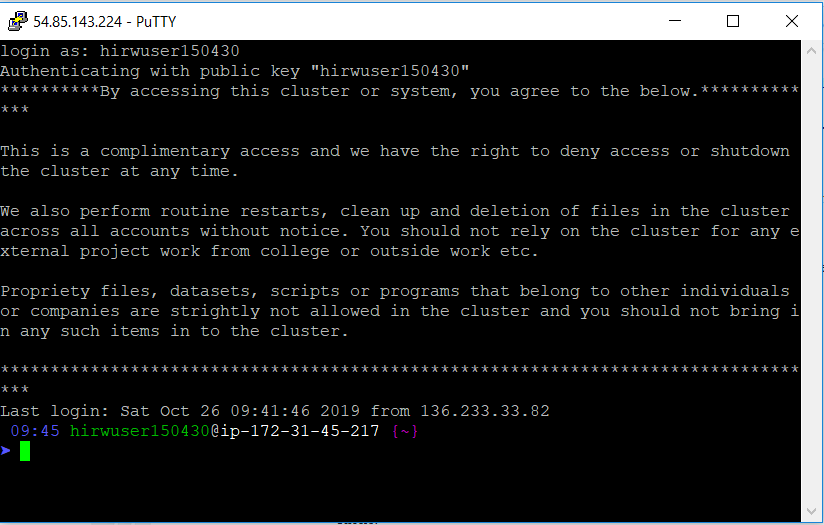 54.85.143.224 - PuTTY
login as: hirwuser150430
Authenticating with public key "hirwuser150430"
**********By accessing this cluster or system, you agree to the below.**********
***
This is a complimentary access and we have the right to deny access or shutdown
the cluster at any time.
We also perform routine restarts, clean up and deletion of files in the cluster
across all accounts without notice. You should not rely on the cluster for any e
xternal project work from college or outside work etc.
Propriety files, datasets, scripts or programs that belong to other individuals
or companies are strightly not allowed in the cluster and you should not bring i
n any such items in to the cluster.
********************************************************************************
***
Last login: Sat Oct 26 09:41:46 2019 from 136.233.33.82
09:45 hirwuser150430@ip-172-31-45-217 {~}
➤